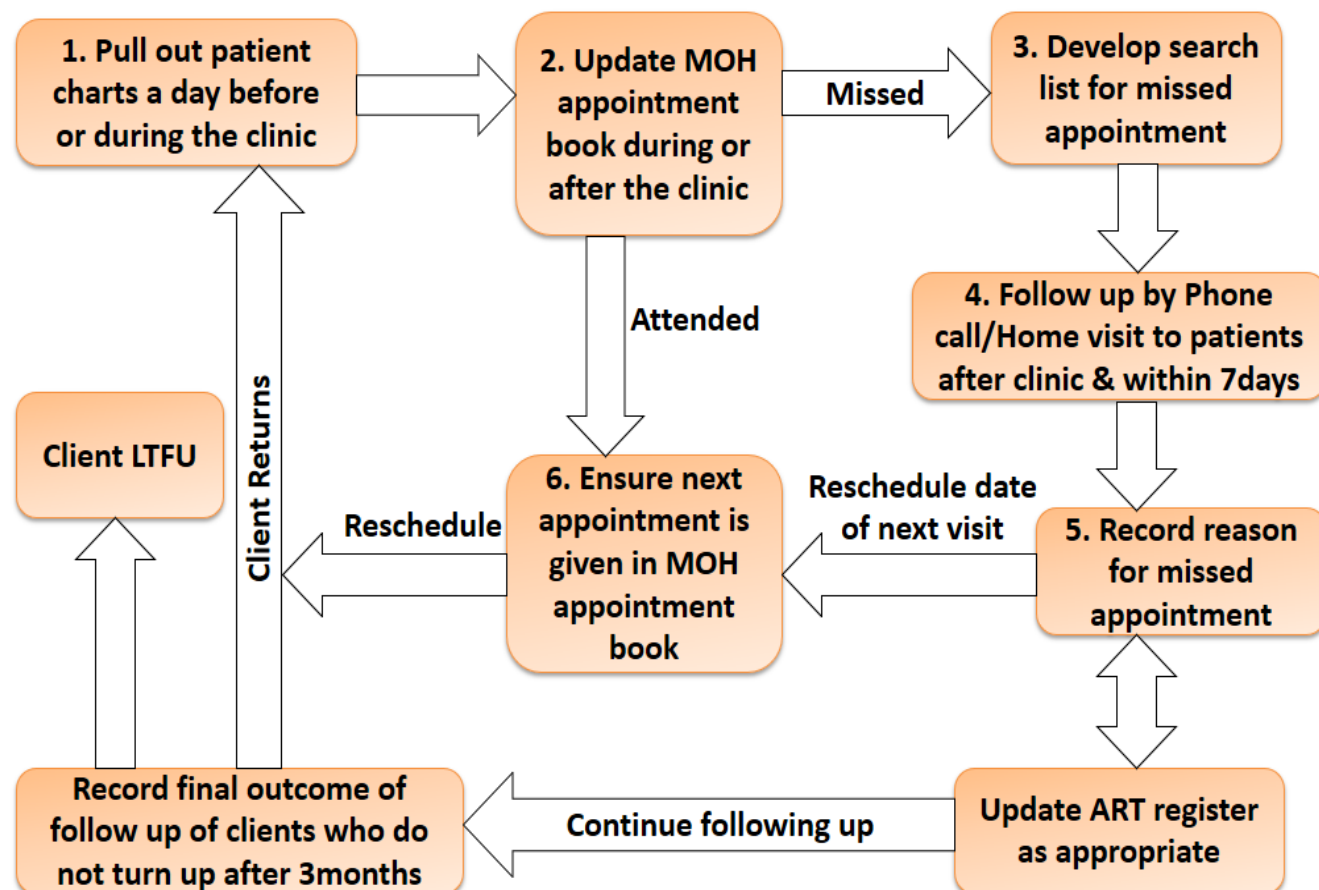 1. Pull out patient
charts a day before
or during the clinic
2. Update MOH
appointment
book during or
after the clinic
Missed
3. Develop search
list for missed
appointment
4. Follow up by Phone
call/Home visit to patients
after clinic & within 7days
Attended
Client LTFU
Client Returns
Reschedule
6. Ensure next
appointment is
given in MOH
appointment
book
Reschedule date
of next visit
5. Record reason
for missed
appointment
Record final outcome of
follow up of clients who do
not turn up after 3months
Continue following up
Update ART register
as appropriate